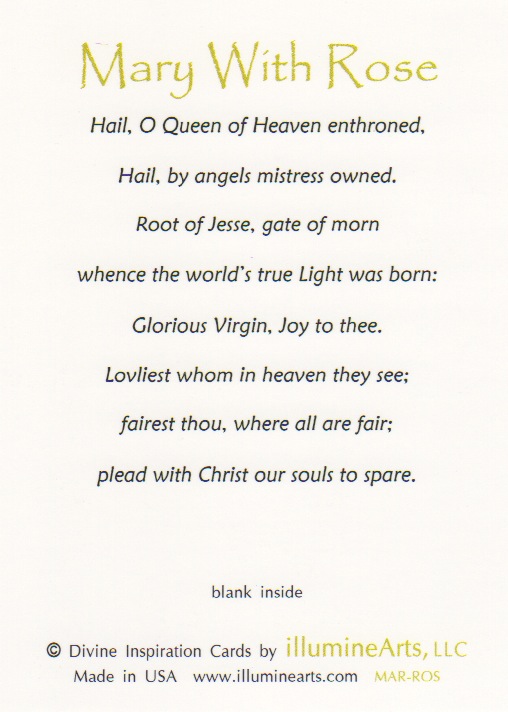 Mary With Rose
Hail, O Queen of Heaven enthroned,
Hail, by angels mistress owned.
Root of Jesse, gate of morn
whence the world's true Light was born:
Glorious Virgin, Joy to thee.
Lovliest whom in heaven they see;
fairest thou, where all are fair;
plead with Christ our souls to spare.
blank inside
© Divine Inspiration Cards by illumineArts, LLC
Made in USA www.illuminearts.com MAR-ROS